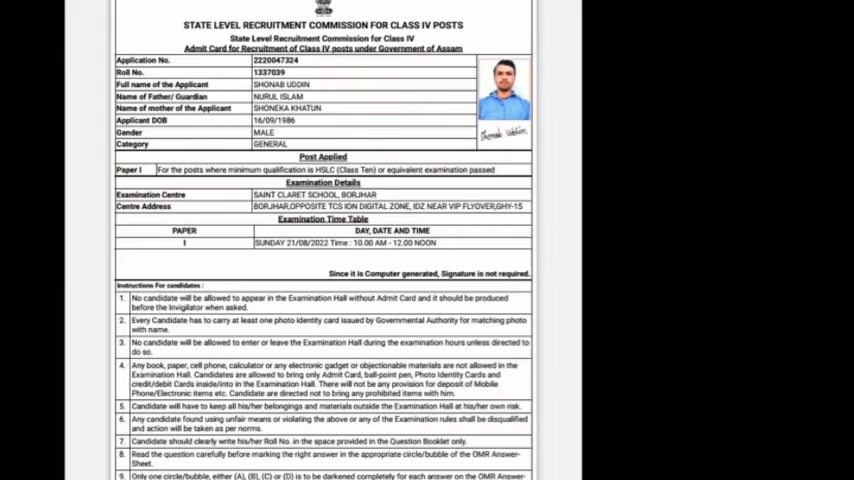 STATE LEVEL RECRUITMENT COMMISSION FOR CLASS IV POSTS
State Level Recruitment Commission for Class IV
Admit Card for Recruitment of Class IV posts under Government of Assam
Application No. 2220047324
Roll No. 1337039
Full name of the Applicant SHONAB UDDIN
Name of Father/ Guardian NURUL ISLAM
Name of mother of the Applicant SHONEKA KHATUN
Applicant DOB 16/09/1986
Gender MALE
Category GENERAL
Shonab Uddin
Post Applied
Paper I For the posts where minimum qualification is HSLC (Class Ten) or equivalent examination passed
Examination Details
Examination Centre SAINT CLARET SCHOOL, BORJHAR
Centre Address BORJHAR,OPPOSITE TCS ION DIGITAL ZONE, IDZ NEAR VIP FLYOVER,GHY-15
Examination Time Table
PAPER DAY, DATE AND TIME
I SUNDAY 21/08/2022 Time : 10.00 AM - 12.00 NOON
Since it is Computer generated, Signature is not required.
Instructions For candidates :
1. No candidate will be allowed to appear in the Examination Hall without Admit Card and it should be produced
before the Invigilator when asked.
2. Every Candidate has to carry at least one photo identity card issued by Governmental Authority for matching photo
with name.
3. No candidate will be allowed to enter or leave the Examination Hall during the examination hours unless directed to
do so.
4. Any book, paper, cell phone, calculator or any electronic gadget or objectionable materials are not allowed in the
Examination Hall. Candidates are allowed to bring only Admit Card, ball-point pen, Photo Identity Cards and
credit/debit Cards inside/into in the Examination Hall. There will not be any provision for deposit of Mobile
Phone/Electronic items etc. Candidate are directed not to bring any prohibited items with him.
5. Candidate will have to keep all his/her belongings and materials outside the Examination Hall at his/her own risk.
6. Any candidate found using unfair means or violating the above or any of the Examination rules shall be disqualified
and action will be taken as per norms.
7. Candidate should clearly write his/her Roll No. in the space provided in the Question Booklet only.
8. Read the question carefully before marking the right answer in the appropriate circle/bubble of the OMR Answer-
Sheet.
9. Only one circle/bubble, either (A), (B), (C) or (D) is to be darkened completely for each answer on the OMR Answer-